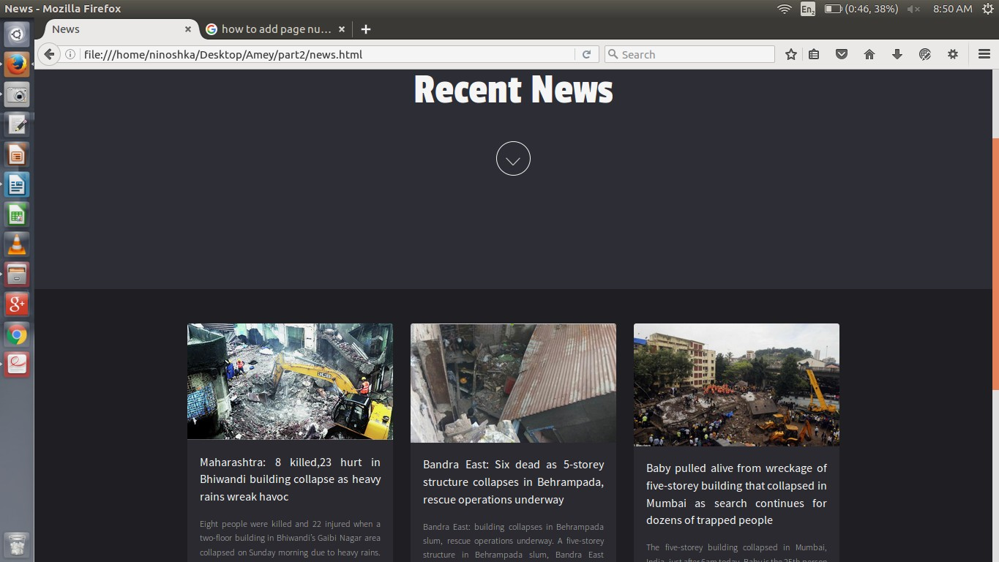 News - Mozilla Firefox
En2
(0:46, 38%)
8:50 AM
News
how to add page nu...
file:///home/ninoshka/Desktop/Amey/part2/news.html
Search
Recent News
Maharashtra: 8 killed,23 hurt in
Bhiwandi building collapse as heavy
rains wreak havoc
Eight people were killed and 22 injured when a
two-floor building in Bhiwandi's Gaibi Nagar area
collapsed on Sunday morning due to heavy rains.
Bandra East: Six dead as 5-storey
structure collapses in Behrampada,
rescue operations underway
Bandra East: building collapses in Behrampada
slum, rescue operations underway. A five-storey
structure in Behrampada slum, Bandra East
Baby pulled alive from wreckage of
five-storey building that collapsed in
Mumbai as search continues for
dozens of trapped people
The five-storey building collapsed in Mumbai,
India, just after 6am today. Baby is the 25th person
JCB
g+